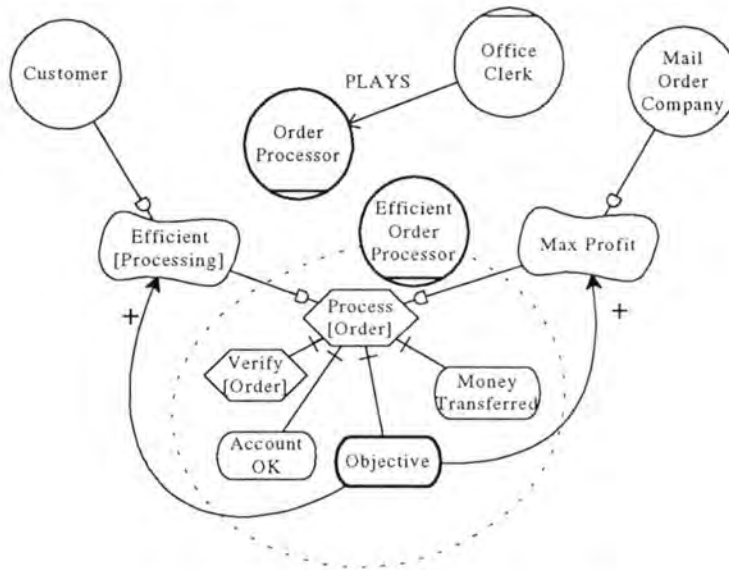 Customer
Office
Clerk
Mail
Order
Company
PLAYS
Order
Processor
Efficient
Order
Processor
Efficient
[Processing]
Max Profit
+
+
Process
[Order]
Verify
[Order]
Money
Transferred
Account
OK
Objective